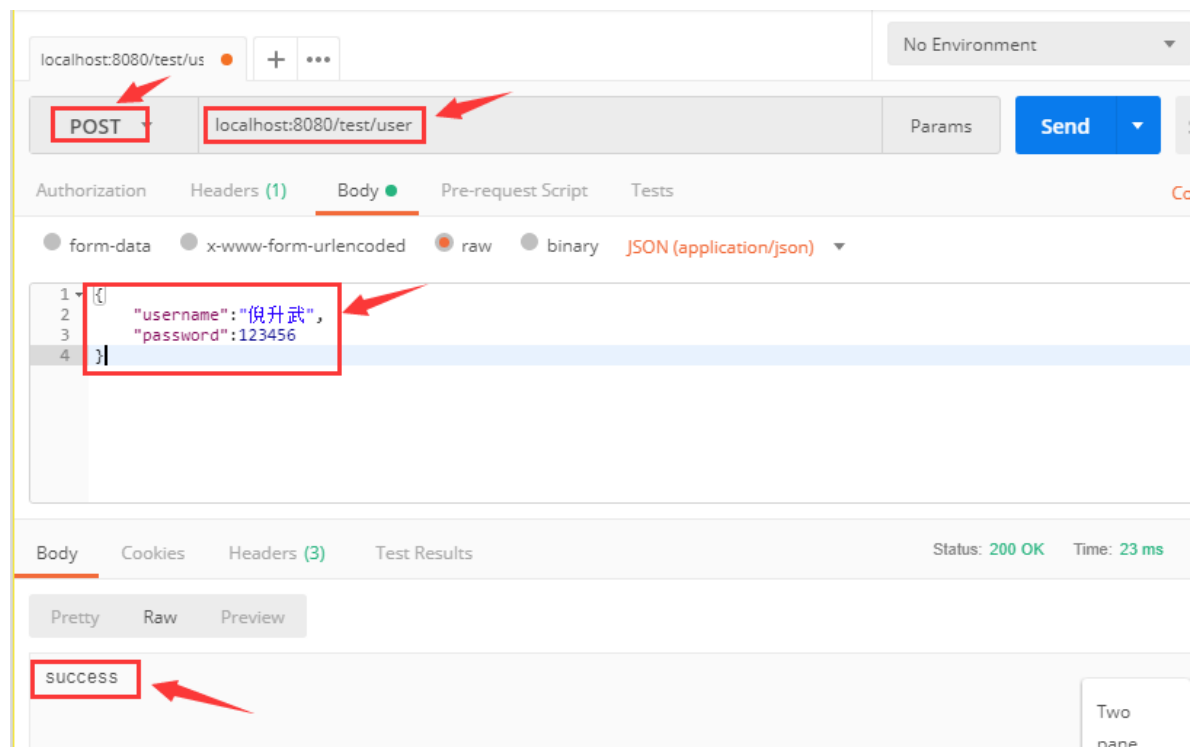 localhost:8080/test/us
No Environment
POST localhost:8080/test/user Params Send
Authorization Headers (1) Body Pre-request Script Tests
form-data x-www-form-urlencoded raw binary JSON (application/json)
1 {
2 "username":"倪升武",
3 "password":123456
4 }
Body Cookies Headers (3) Test Results Status: 200 OK Time: 23 ms
Pretty Raw Preview
success
Two
pane